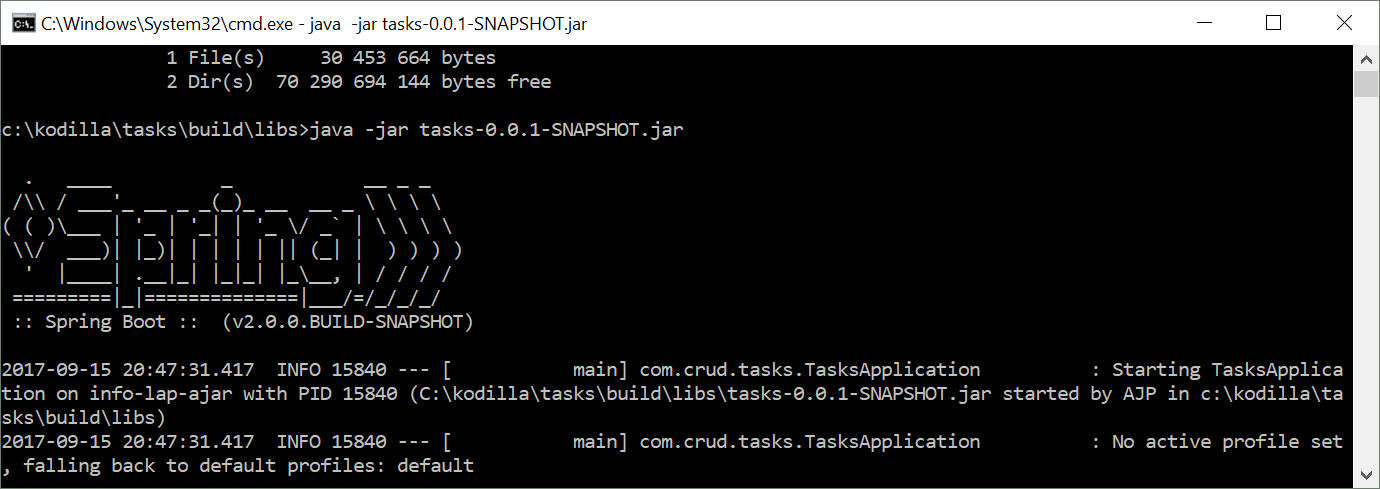 C:\Windows\System32\cmd.exe - java  -jar tasks-0.0.1-SNAPSHOT.jar
               1 File(s)     30 453 664 bytes
               2 Dir(s)  70 290 694 144 bytes free
c:\kodilla\tasks\build\libs>java -jar tasks-0.0.1-SNAPSHOT.jar
  .   ____          _            __ _ _
 /\\ / ___'_ __ _ _(_)_ __  __ _ \ \ \ \
( ( )\___ | '_ | '_| | '_ \/ _` | \ \ \ \
 \\/  ___)| |_)| | | | | || (_| |  ) ) ) )
  '  |____| .__|_| |_|_| |_\__, | / / / /
 =========|_|==============|___/=/_/_/_/
 :: Spring Boot ::  (v2.0.0.BUILD-SNAPSHOT)
2017-09-15 20:47:31.417  INFO 15840 --- [           main] com.crud.tasks.TasksApplication          : Starting TasksApplica
tion on info-lap-ajar with PID 15840 (C:\kodilla\tasks\build\libs\tasks-0.0.1-SNAPSHOT.jar started by AJP in c:\kodilla\ta
sks\build\libs)
2017-09-15 20:47:31.417  INFO 15840 --- [           main] com.crud.tasks.TasksApplication          : No active profile set
, falling back to default profiles: default